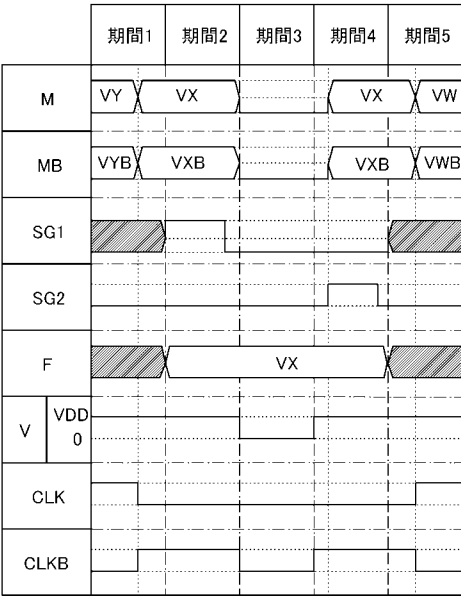 期間1 期間2 期間3 期間4 期間5
M VY VX VX VW
MB VYB VXB VXB VWB
SG1
SG2
F VX
V VDD
0
CLK
CLKB